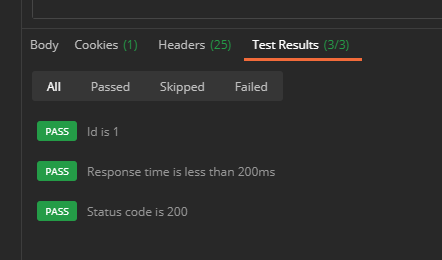 Body Cookies (1) Headers (25) Test Results (3/3)
All Passed Skipped Failed
PASS Id is 1
PASS Response time is less than 200ms
PASS Status code is 200